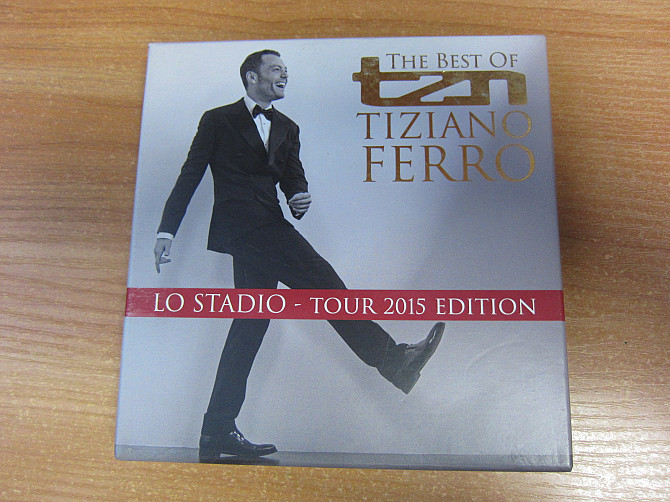 THE BEST OF
tzn
TIZIANO
FERRO
LO STADIO - TOUR 2015 EDITION